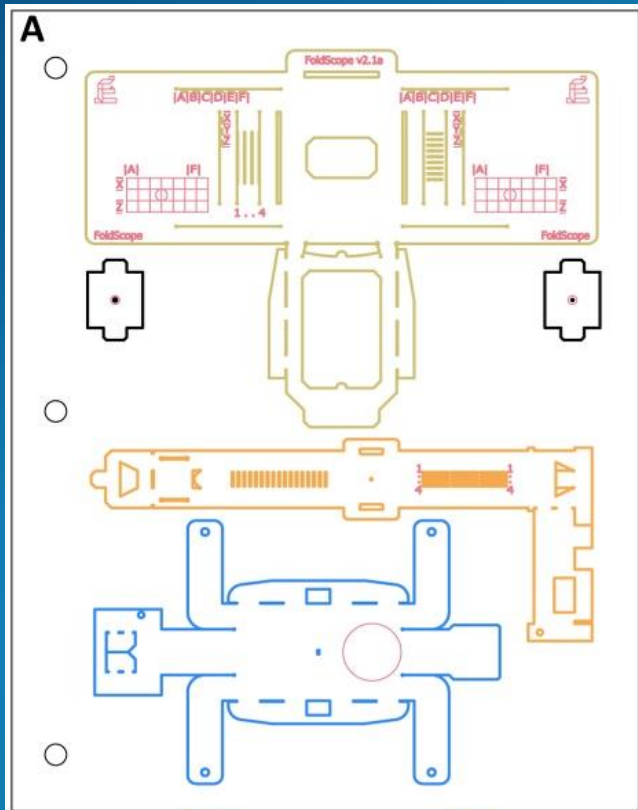 A
FoldScope v2.1a
|A|B|C|D|E|F|
|A|B|C|D|E|F|
X
Y
Z
X
Y
Z
|A| |F|
|A| |F|
X
Z
X
Z
1 . . 4
FoldScope
FoldScope
1 1
4 4